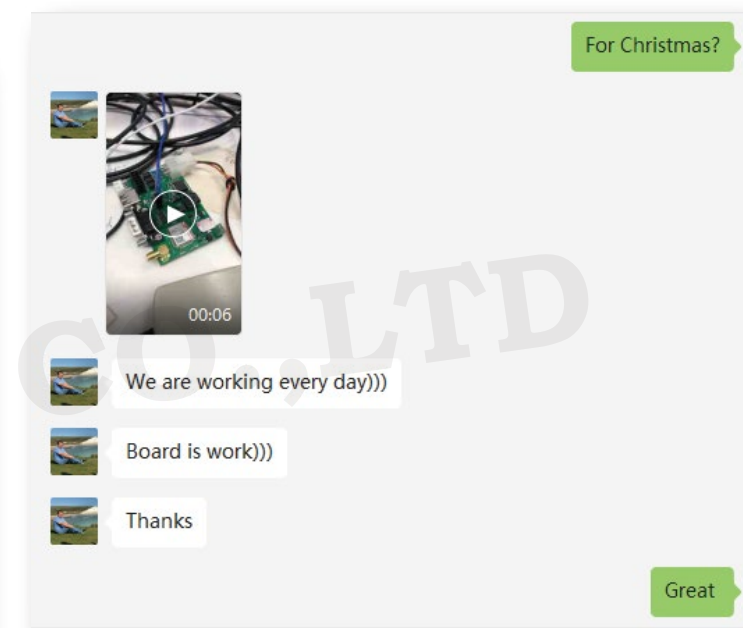 For Christmas?
00:06
CO.,LTD
We are working every day)))
Board is work)))
Thanks
Great